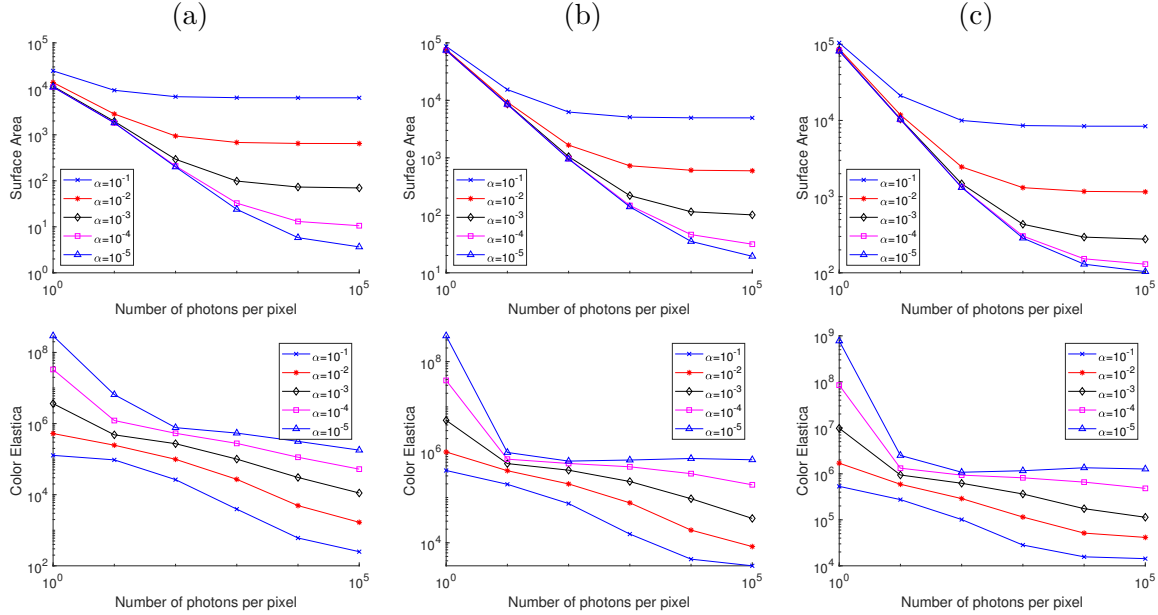 (a)
(b)
(c)
10^5
10^4
10^3
10^2
10^1
10^0
Surface Area
α=10^-1
α=10^-2
α=10^-3
α=10^-4
α=10^-5
10^0
10^5
Number of photons per pixel
10^5
10^4
10^3
10^2
10^1
Surface Area
α=10^-1
α=10^-2
α=10^-3
α=10^-4
α=10^-5
10^0
10^5
Number of photons per pixel
10^5
10^4
10^3
10^2
Surface Area
α=10^-1
α=10^-2
α=10^-3
α=10^-4
α=10^-5
10^0
10^5
Number of photons per pixel
10^8
10^6
10^4
10^2
Color Elastica
α=10^-1
α=10^-2
α=10^-3
α=10^-4
α=10^-5
10^0
10^5
Number of photons per pixel
10^8
10^6
10^4
Color Elastica
α=10^-1
α=10^-2
α=10^-3
α=10^-4
α=10^-5
10^0
10^5
Number of photons per pixel
10^9
10^8
10^7
10^6
10^5
10^4
Color Elastica
α=10^-1
α=10^-2
α=10^-3
α=10^-4
α=10^-5
10^0
10^5
Number of photons per pixel